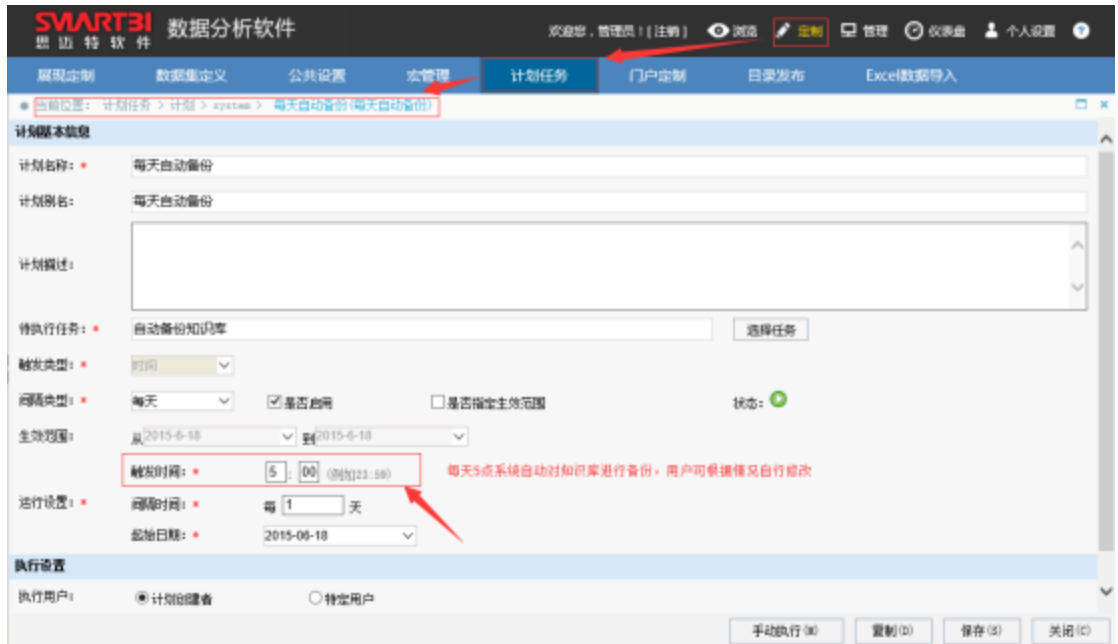 SMARTBI 数据分析软件
思迈特软件
欢迎您，管理员！[注销] 浏览 定制 管理 仪表盘 个人设置 ?
展现定制 数据集定义 公共设置 宏管理 计划任务 门户定制 目录发布 Excel数据导入
当前位置： 计划任务 > 计划 > system > 每天自动备份(每天自动备份)
计划基本信息
计划名称： * 每天自动备份
计划别名： 每天自动备份
计划描述：
待执行任务： * 自动备份知识库 选择任务
触发类型： * 时间
间隔类型： * 每天 是否启用 是否指定生效范围 状态：
生效范围： 从 2015-6-18 到 2015-6-18
触发时间： * 5 : 00 (例如23:59) 每天5点系统自动对知识库进行备份，用户可根据情况自行修改
运行设置： * 间隔时间： * 每 1 天
起始日期： * 2015-06-18
执行设置
执行用户： 计划创建者 特定用户
手动执行(M) 复制(D) 保存(S) 关闭(C)